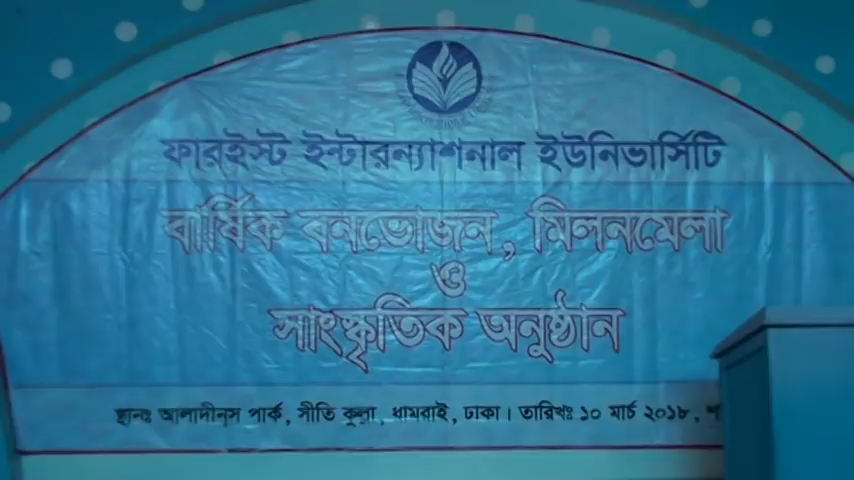 ফারইস্ট ইন্টারন্যাশনাল ইউনিভার্সিটি
বার্ষিক বনভোজন, মিলনমেলা
ও
সাংস্কৃতিক অনুষ্ঠান
স্থানঃ আলাদীনস পার্ক, সীতি কুল্লা, ধামরাই, ঢাকা। তারিখঃ ১০ মার্চ ২০১৮,